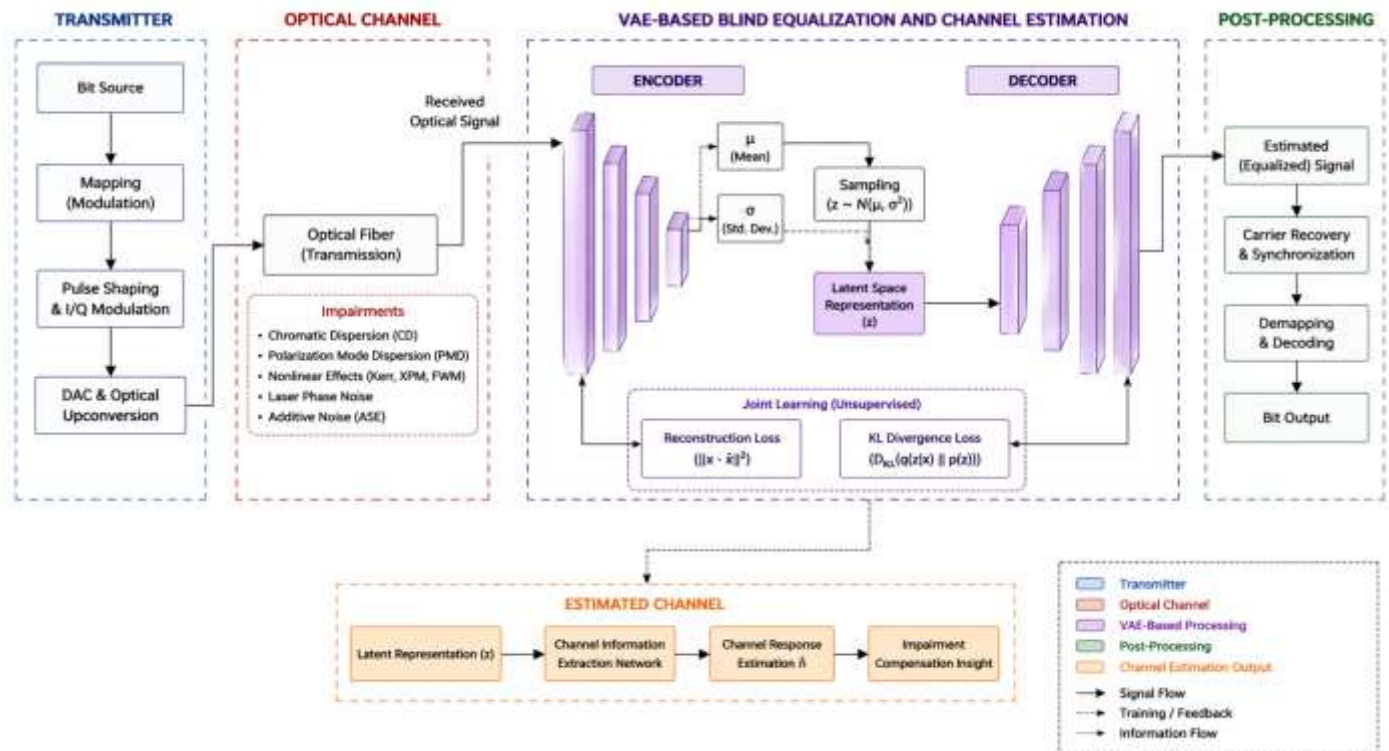 TRANSMITTER
Bit Source
Mapping
(Modulation)
Pulse Shaping
& I/Q Modulation
DAC & Optical
Upconversion
OPTICAL CHANNEL
Received
Optical Signal
Optical Fiber
(Transmission)
Impairments
• Chromatic Dispersion (CD)
• Polarization Mode Dispersion (PMD)
• Nonlinear Effects (Kerr, XPM, FWM)
• Laser Phase Noise
• Additive Noise (ASE)
VAE-BASED BLIND EQUALIZATION AND CHANNEL ESTIMATION
ENCODER
μ
(Mean)
σ
(Std. Dev.)
Sampling
(z ~ N(μ, σ²))
Latent Space
Representation
(z)
DECODER
Joint Learning (Unsupervised)
Reconstruction Loss
(||x - x̂||²)
KL Divergence Loss
(D_KL(q(z|x) || p(z)))
POST-PROCESSING
Estimated
(Equalized) Signal
Carrier Recovery
& Synchronization
Demapping
& Decoding
Bit Output
ESTIMATED CHANNEL
Latent Representation (z)
Channel Information
Extraction Network
Channel Response
Estimation ĥ
Impairment
Compensation Insight
Transmitter
Optical Channel
VAE-Based Processing
Post-Processing
Channel Estimation Output
Signal Flow
Training / Feedback
Information Flow